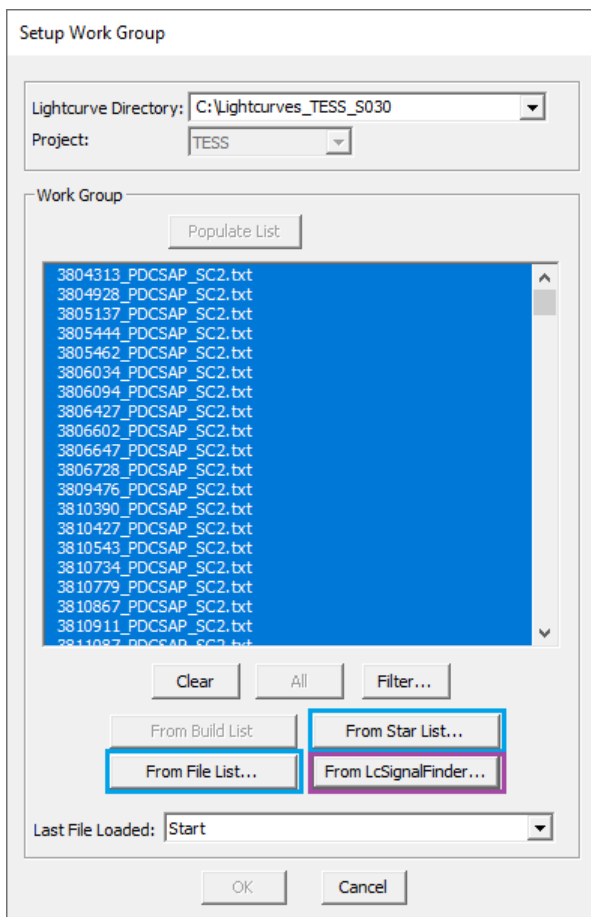 Setup Work Group
Lightcurve Directory: C:\Lightcurves_TESS_S030
Project: TESS
Work Group
Populate List
3804313_PDCSAP_SC2.txt
3804928_PDCSAP_SC2.txt
3805137_PDCSAP_SC2.txt
3805444_PDCSAP_SC2.txt
3805462_PDCSAP_SC2.txt
3806034_PDCSAP_SC2.txt
3806094_PDCSAP_SC2.txt
3806427_PDCSAP_SC2.txt
3806602_PDCSAP_SC2.txt
3806647_PDCSAP_SC2.txt
3806728_PDCSAP_SC2.txt
3809476_PDCSAP_SC2.txt
3810390_PDCSAP_SC2.txt
3810427_PDCSAP_SC2.txt
3810543_PDCSAP_SC2.txt
3810734_PDCSAP_SC2.txt
3810779_PDCSAP_SC2.txt
3810867_PDCSAP_SC2.txt
3810911_PDCSAP_SC2.txt
Clear All Filter...
From Build List From Star List...
From File List... From LcSignalFinder...
Last File Loaded: Start
OK Cancel